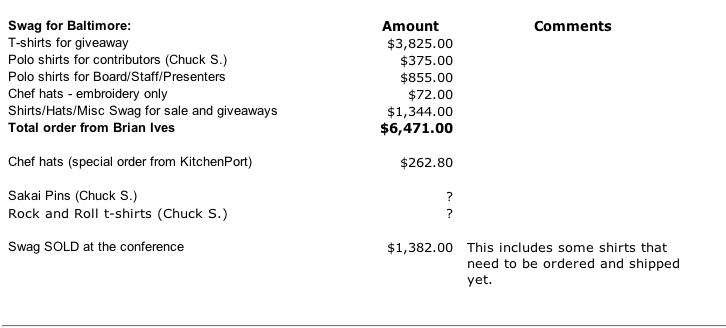 Swag for Baltimore: Amount Comments
T-shirts for giveaway $3,825.00
Polo shirts for contributors (Chuck S.) $375.00
Polo shirts for Board/Staff/Presenters $855.00
Chef hats - embroidery only $72.00
Shirts/Hats/Misc Swag for sale and giveaways $1,344.00
Total order from Brian Ives $6,471.00
Chef hats (special order from KitchenPort) $262.80
Sakai Pins (Chuck S.) ?
Rock and Roll t-shirts (Chuck S.) ?
Swag SOLD at the conference $1,382.00 This includes some shirts that
need to be ordered and shipped
yet.